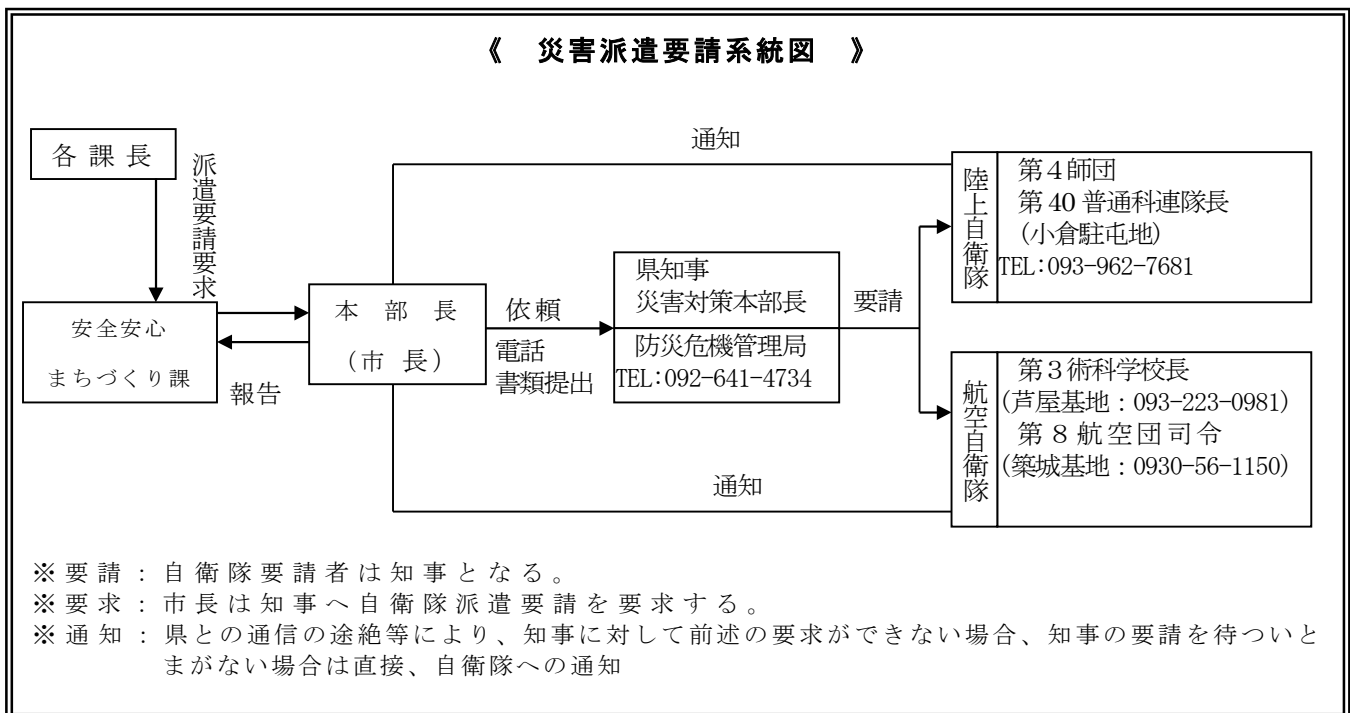 《　災害派遣要請系統図　》
各課長
派遣要請要求
安全安心
まちづくり課
報告
本部長
（市長）
依頼
電話
書類提出
通知
県知事
災害対策本部長
防災危機管理局
TEL:092-641-4734
要請
陸上自衛隊
第４師団
第40普通科連隊長
（小倉駐屯地）
TEL:093-962-7681
航空自衛隊
第３術科学校長
（芦屋基地：093-223-0981）
第８航空団司令
（築城基地：0930-56-1150）
通知
※要請：自衛隊要請者は知事となる。
※要求：市長は知事へ自衛隊派遣要請を要求する。
※通知：県との通信の途絶等により、知事に対して前述の要求ができない場合、知事の要請を待ついと
まがない場合は直接、自衛隊への通知